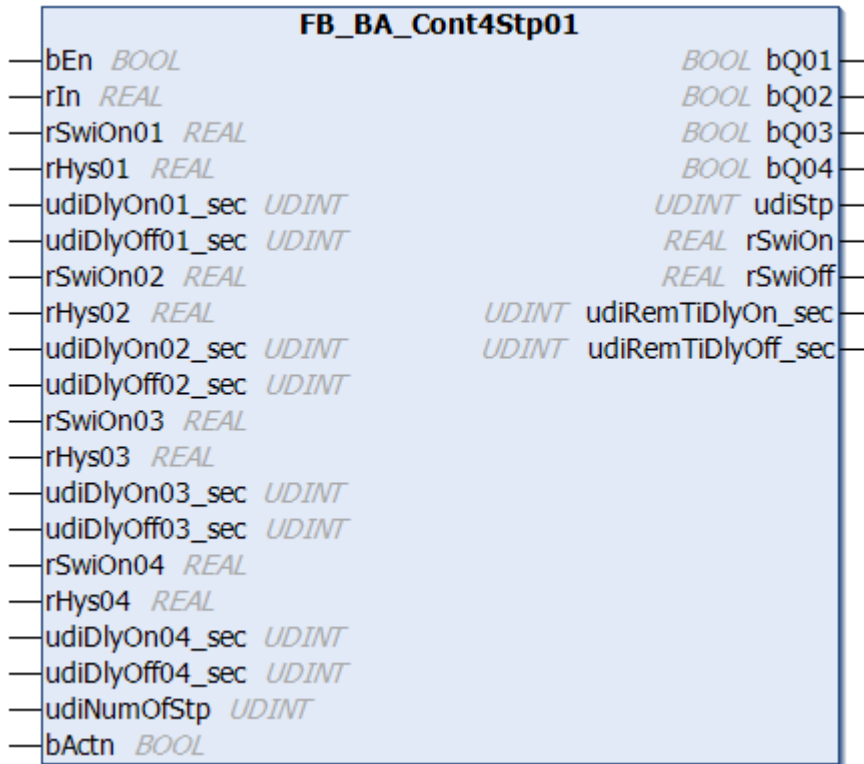 FB_BA_Cont4Stp01
bEn BOOL BOOL bQ01
rIn REAL BOOL bQ02
rSwiOn01 REAL BOOL bQ03
rHys01 REAL BOOL bQ04
udiDlyOn01_sec UDINT UDINT udiStp
udiDlyOff01_sec UDINT REAL rSwiOn
rSwiOn02 REAL REAL rSwiOff
rHys02 REAL UDINT udiRemTiDlyOn_sec
udiDlyOn02_sec UDINT UDINT udiRemTiDlyOff_sec
udiDlyOff02_sec UDINT
rSwiOn03 REAL
rHys03 REAL
udiDlyOn03_sec UDINT
udiDlyOff03_sec UDINT
rSwiOn04 REAL
rHys04 REAL
udiDlyOn04_sec UDINT
udiDlyOff04_sec UDINT
udiNumOfStp UDINT
bActn BOOL